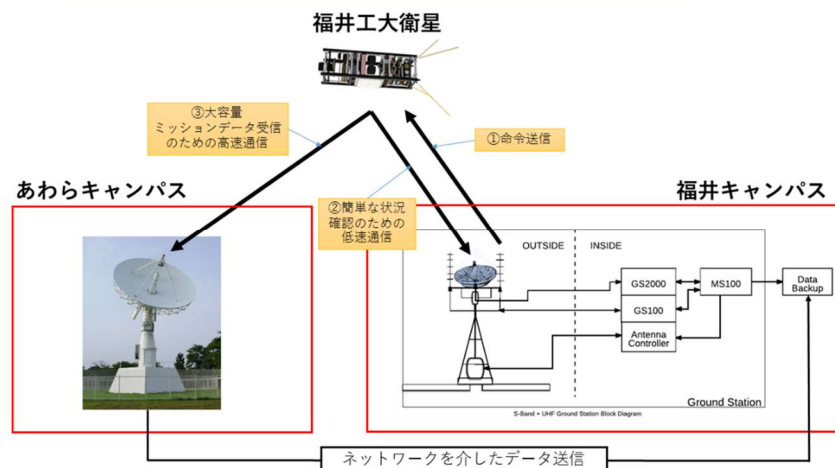 福井工大衛星
③大容量
ミッションデータ受信
のための高速通信
①命令送信
あわらキャンパス
②簡単な状況
確認のための
低速通信
福井キャンパス
OUTSIDE
INSIDE
GS2000
MS100
Data
Backup
GS100
Antenna
Controller
Ground Station
S-Band + UHF Ground Station Block Diagram
ネットワークを介したデータ送信